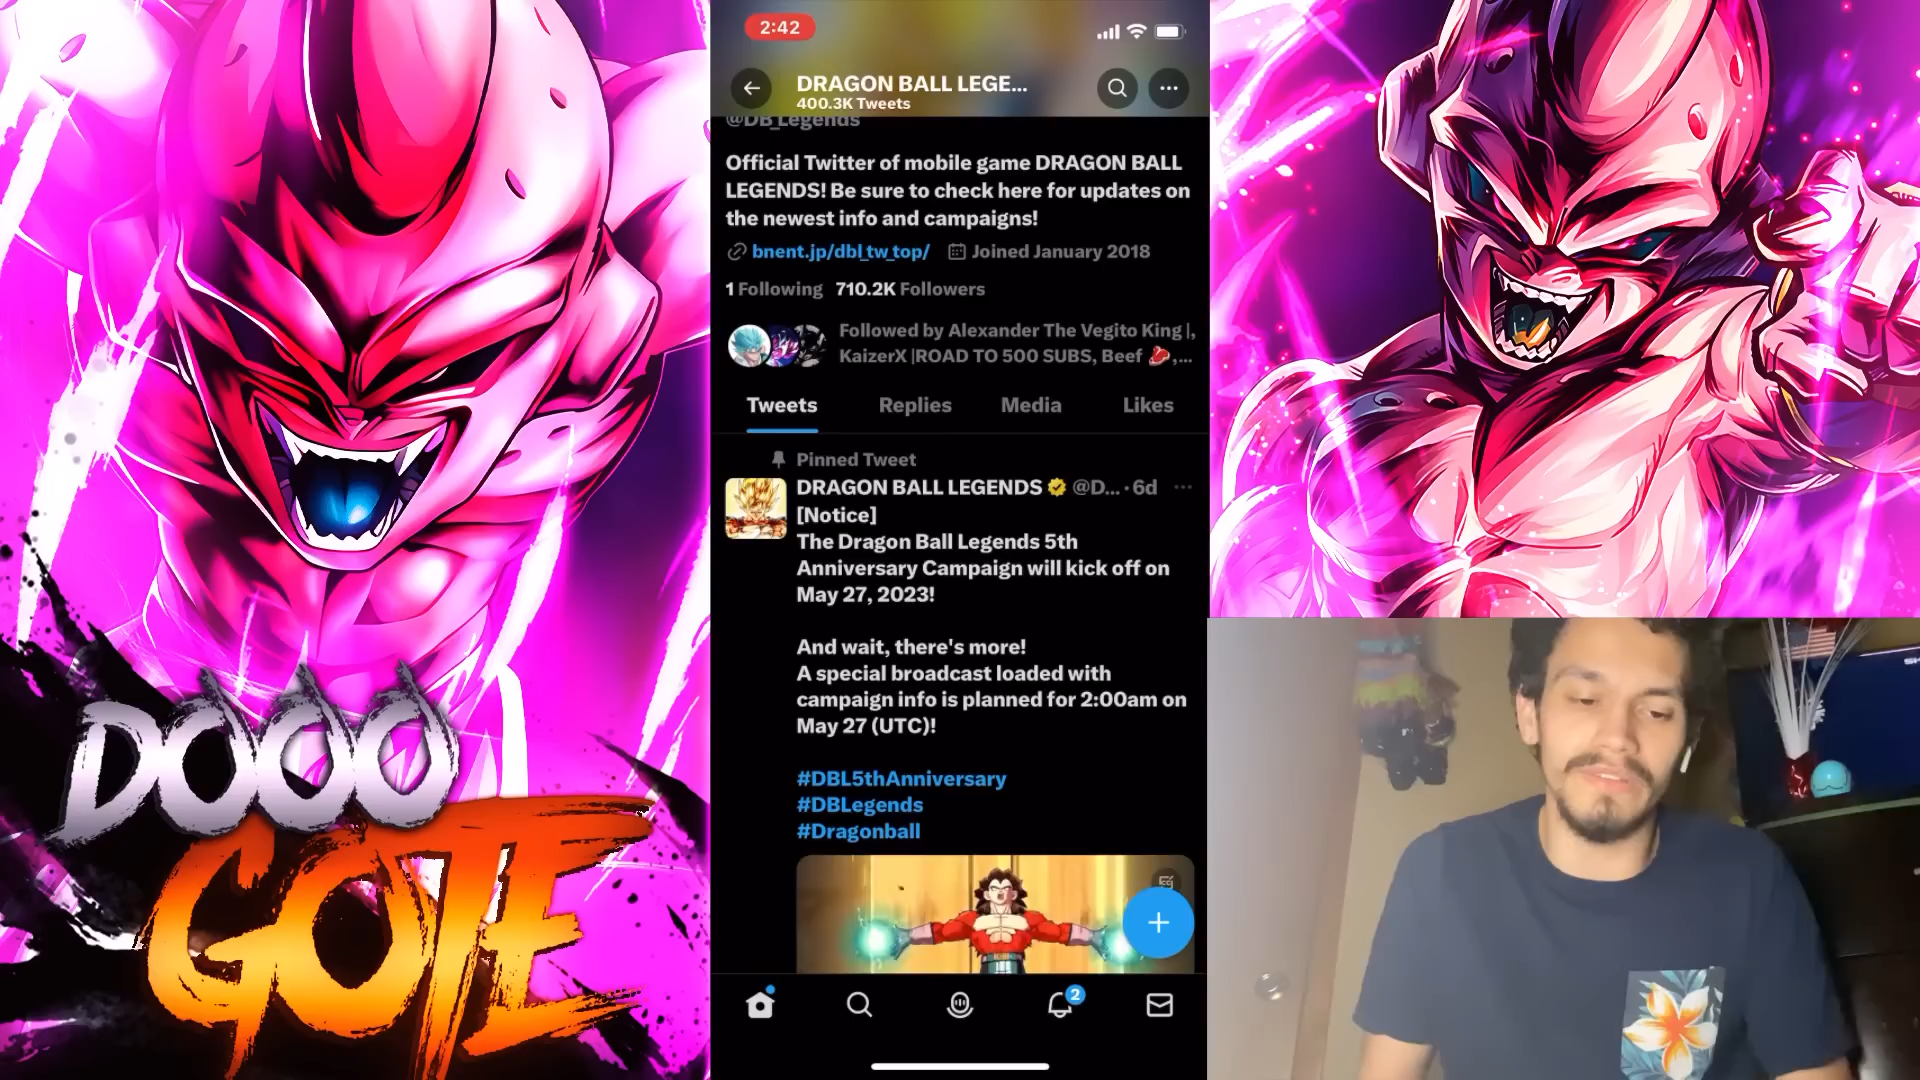 DOOO
GOTE
2:42
DRAGON BALL LEGE...
400.3K Tweets
@DB_Legends
Official Twitter of mobile game DRAGON BALL
LEGENDS! Be sure to check here for updates on
the newest info and campaigns!
bnent.jp/dbl_tw_top/ Joined January 2018
1 Following 710.2K Followers
Followed by Alexander The Vegito King |,
KaizerX |ROAD TO 500 SUBS, Beef 🥩,...
Tweets Replies Media Likes
Pinned Tweet
DRAGON BALL LEGENDS @D... · 6d
[Notice]
The Dragon Ball Legends 5th
Anniversary Campaign will kick off on
May 27, 2023!
And wait, there's more!
A special broadcast loaded with
campaign info is planned for 2:00am on
May 27 (UTC)!
#DBL5thAnniversary
#DBLegends
#Dragonball
2